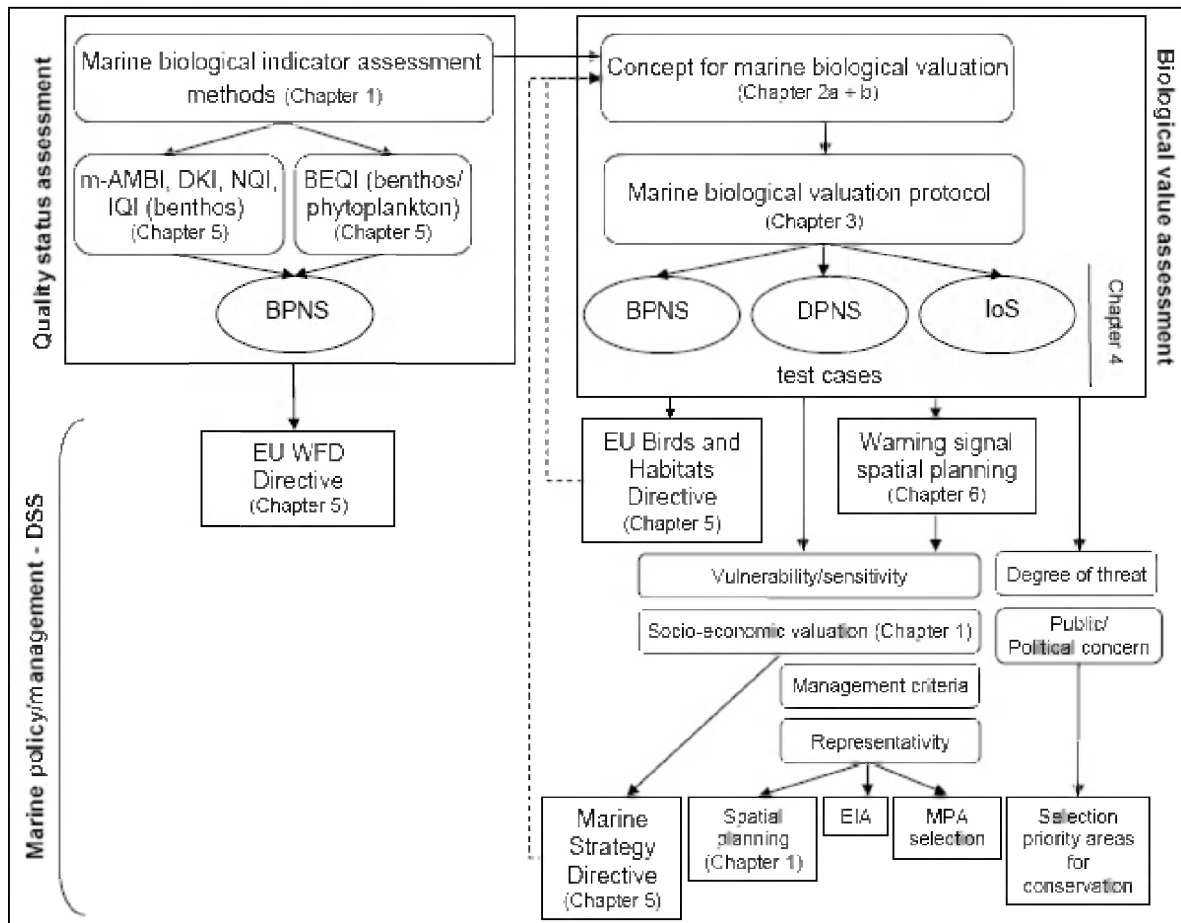 Quality status assessment
Marine biological indicator assessment
methods (Chapter 1)
m-AMBI, DKI, NQI,
IQI (benthos)
(Chapter 5)
BEQI (benthos/
phytoplankton)
(Chapter 5)
BPNS
Biological value assessment
Concept for marine biological valuation
(Chapter 2a + b)
Marine biological valuation protocol
(Chapter 3)
BPNS
DPNS
IoS
Chapter 4
test cases
Marine policy/management - DSS
EU WFD
Directive
(Chapter 5)
EU Birds and
Habitats
Directive
(Chapter 5)
Warning signal
spatial planning
(Chapter 6)
Vulnerability/sensitivity
Degree of threat
Socio-economic valuation (Chapter 1)
Public/
Political concern
Management criteria
Representativity
Marine
Strategy
Directive
(Chapter 5)
Spatial
planning
(Chapter 1)
EIA
MPA
selection
Selection
priority areas
for
conservation